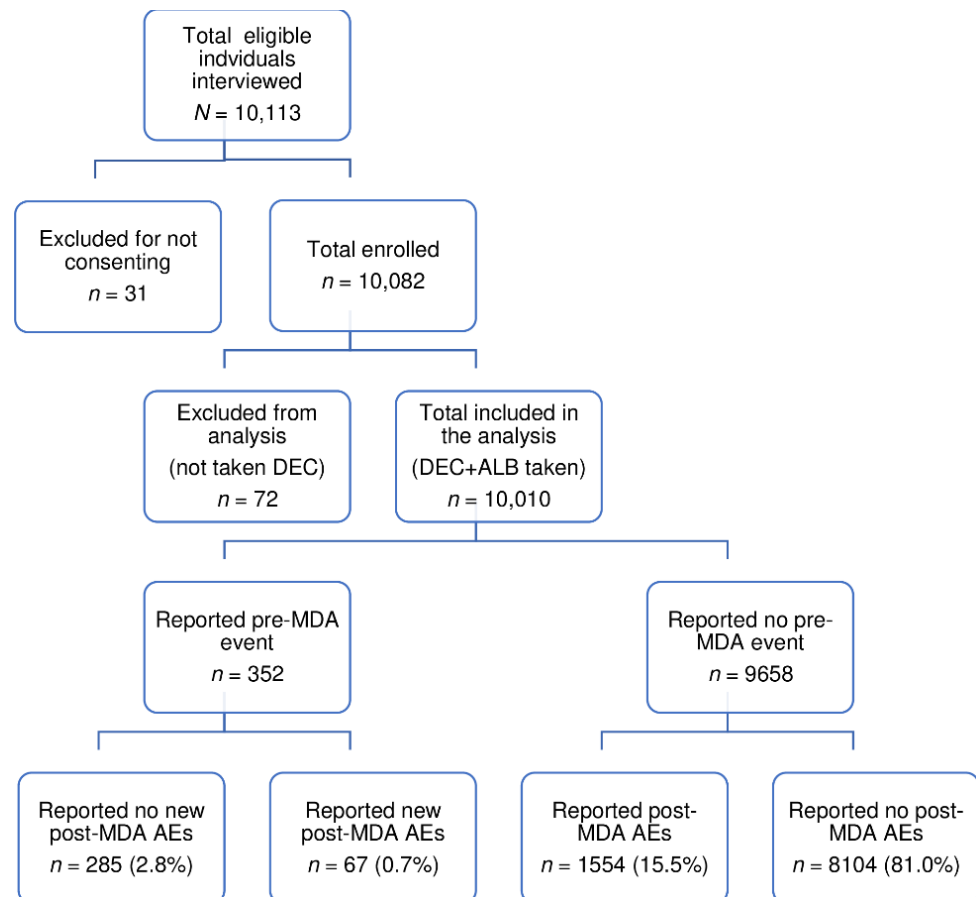 Total eligible
indviduals
interviewed
N = 10,113
Excluded for not
consenting
n = 31
Total enrolled
n = 10,082
Excluded from
analysis
(not taken DEC)
n = 72
Total included in
the analysis
(DEC+ALB taken)
n = 10,010
Reported pre-MDA
event
n = 352
Reported no pre-
MDA event
n = 9658
Reported no new
post-MDA AEs
n = 285 (2.8%)
Reported new
post-MDA AEs
n = 67 (0.7%)
Reported post-
MDA AEs
n = 1554 (15.5%)
Reported no post-
MDA AEs
n = 8104 (81.0%)